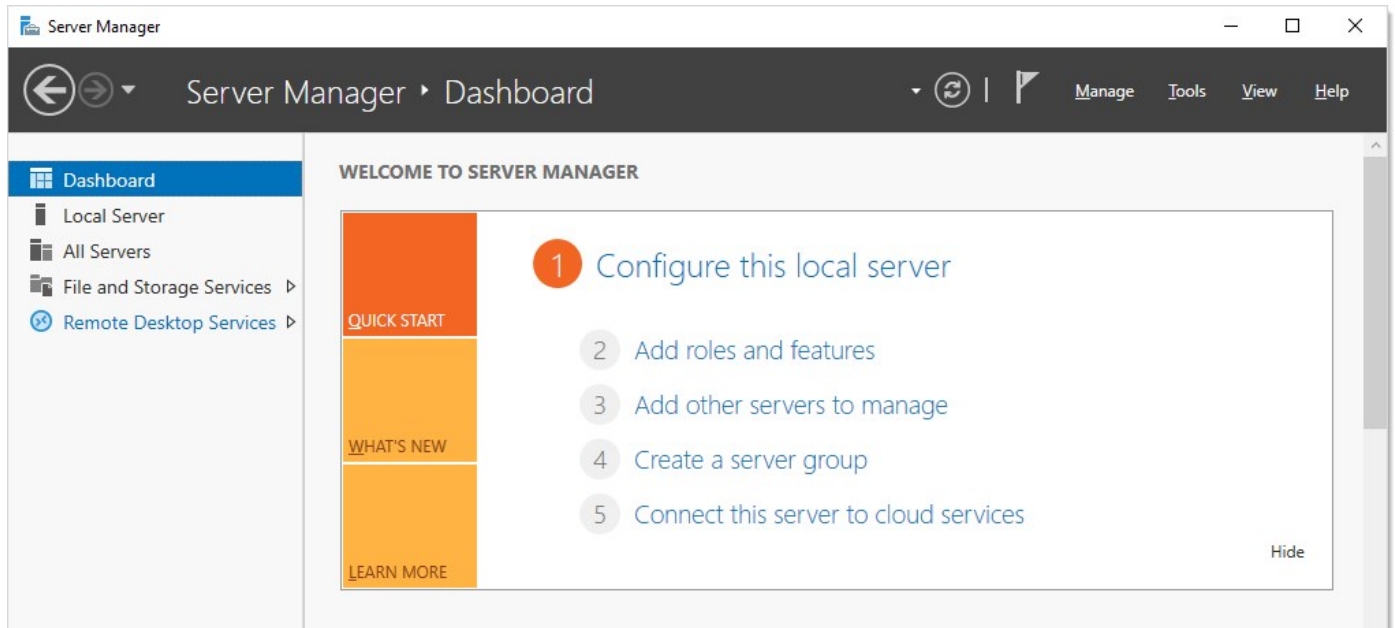 Server Manager
Server Manager ‣ Dashboard
Manage Tools View Help
Dashboard
Local Server
All Servers
File and Storage Services
Remote Desktop Services
WELCOME TO SERVER MANAGER
QUICK START
WHAT'S NEW
LEARN MORE
1 Configure this local server
2 Add roles and features
3 Add other servers to manage
4 Create a server group
5 Connect this server to cloud services
Hide